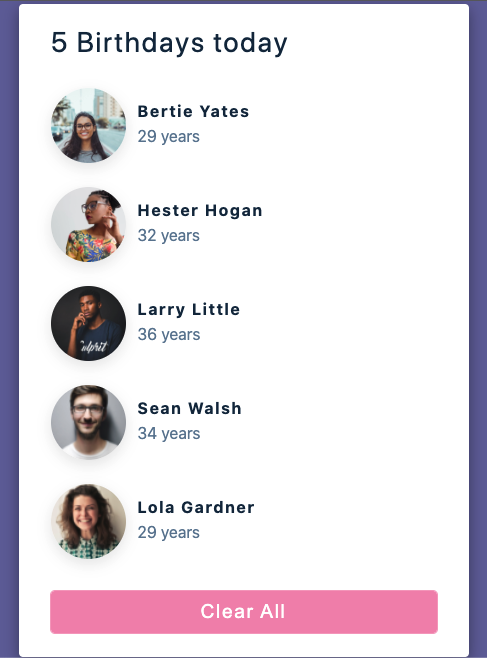 5 Birthdays today
Bertie Yates
29 years
Hester Hogan
32 years
Larry Little
36 years
Sean Walsh
34 years
Lola Gardner
29 years
Clear All